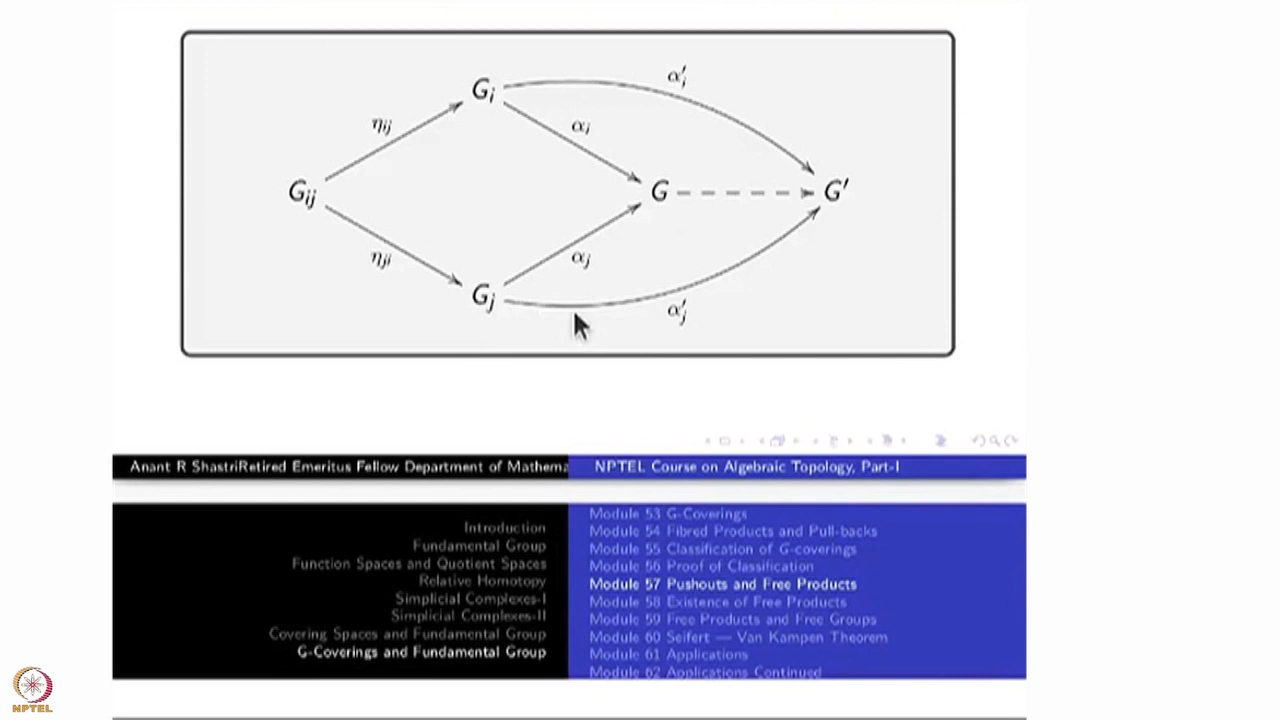 α′i
Gi
ηij
αi
Gij
G
G′
ηji
αj
Gj
α′j
Anant R ShastriRetired Emeritus Fellow Department of Mathema
NPTEL Course on Algebraic Topology, Part-I
Introduction
Fundamental Group
Function Spaces and Quotient Spaces
Relative Homotopy
Simplicial Complexes-I
Simplicial Complexes-II
Covering Spaces and Fundamental Group
G-Coverings and Fundamental Group
Module 53 G-Coverings
Module 54 Fibred Products and Pull-backs
Module 55 Classification of G-coverings
Module 56 Proof of Classification
Module 57 Pushouts and Free Products
Module 58 Existence of Free Products
Module 59 Free Products and Free Groups
Module 60 Seifert — Van Kampen Theorem
Module 61 Applications
Module 62 Applications Continued
NPTEL